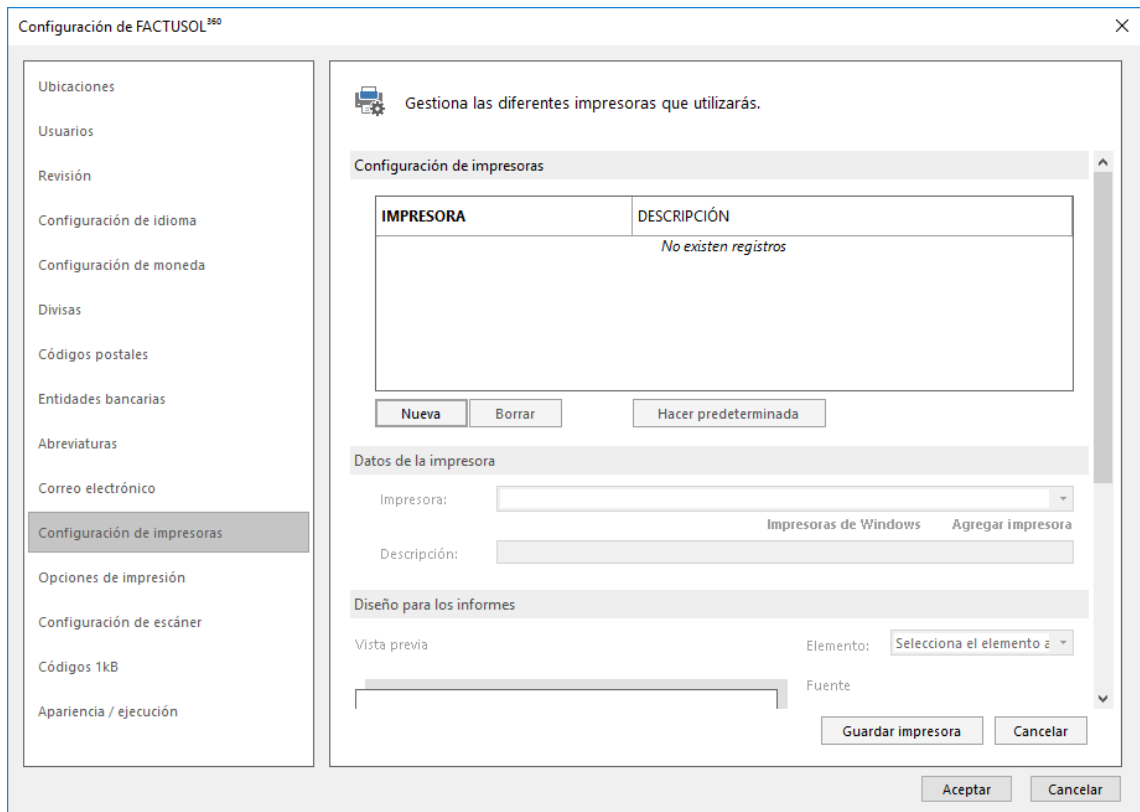 Configuración de FACTUSOL³⁶⁰
Ubicaciones
Usuarios
Revisión
Configuración de idioma
Configuración de moneda
Divisas
Códigos postales
Entidades bancarias
Abreviaturas
Correo electrónico
Configuración de impresoras
Opciones de impresión
Configuración de escáner
Códigos 1kB
Apariencia / ejecución
Gestiona las diferentes impresoras que utilizarás.
Configuración de impresoras
IMPRESORA DESCRIPCIÓN
No existen registros
Nueva Borrar Hacer predeterminada
Datos de la impresora
Impresora:
Impresoras de Windows Agregar impresora
Descripción:
Diseño para los informes
Vista previa Elemento: Selecciona el elemento a
Fuente
Guardar impresora Cancelar
Aceptar Cancelar